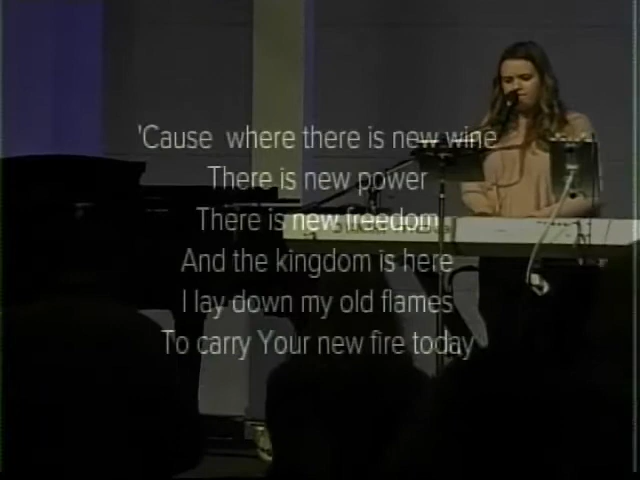 'Cause where there is new wine
There is new power
There is new freedom
And the kingdom is here
I lay down my old flames
To carry Your new fire today